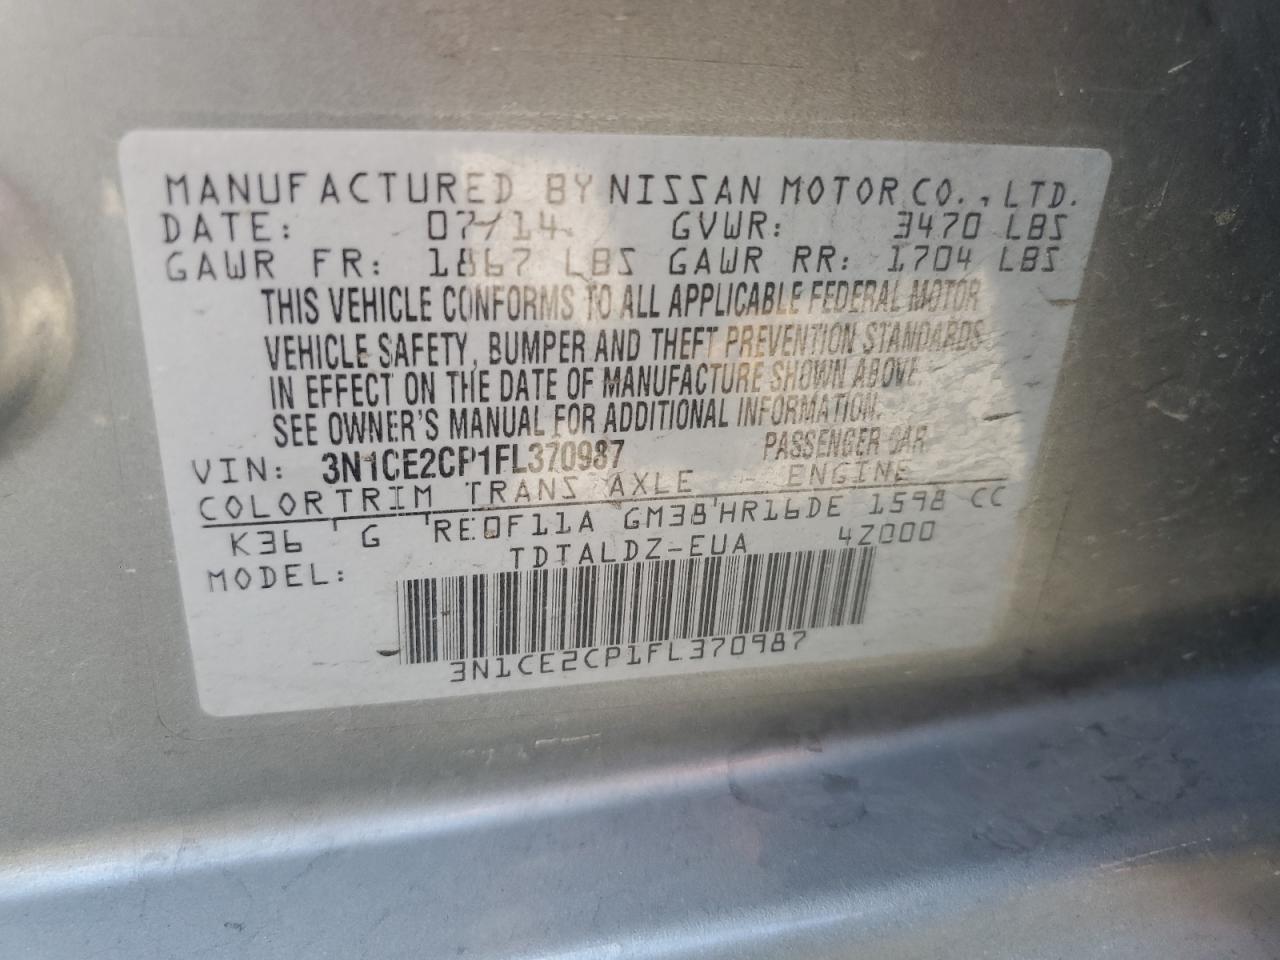 MANUFACTURED BY NISSAN MOTOR CO., LTD.
DATE: 07/14 GVWR: 3470 LBS
GAWR FR: 1867 LBS GAWR RR: 1704 LBS
THIS VEHICLE CONFORMS TO ALL APPLICABLE FEDERAL MOTOR
VEHICLE SAFETY, BUMPER AND THEFT PREVENTION STANDARDS
IN EFFECT ON THE DATE OF MANUFACTURE SHOWN ABOVE.
SEE OWNER'S MANUAL FOR ADDITIONAL INFORMATION.
VIN: 3N1CE2CP1FL370987 PASSENGER CAR
COLOR TRIM TRANS AXLE ENGINE
K36 G RE0F11A GM38 HR16DE 1598 CC
MODEL: TDTALDZ-EUA 4Z000
3N1CE2CP1FL370987